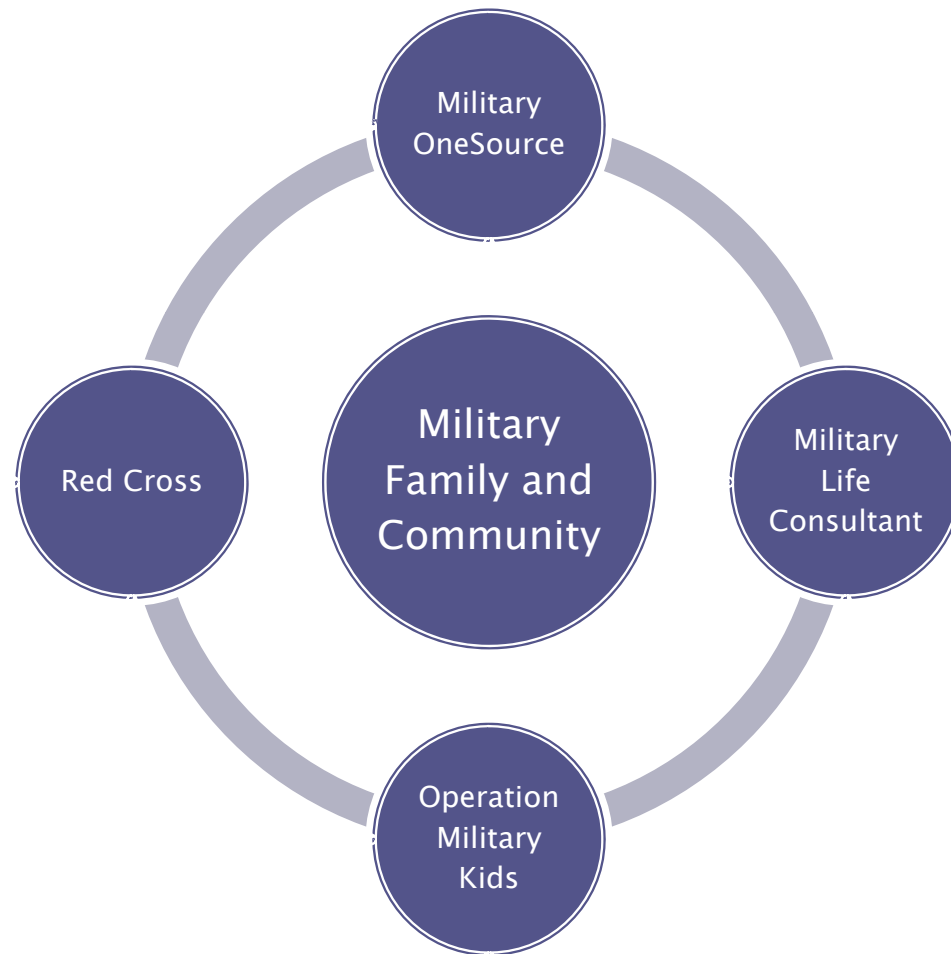 Military
OneSource
Red Cross
Military
Family and
Community
Military
Life
Consultant
Operation
Military
Kids